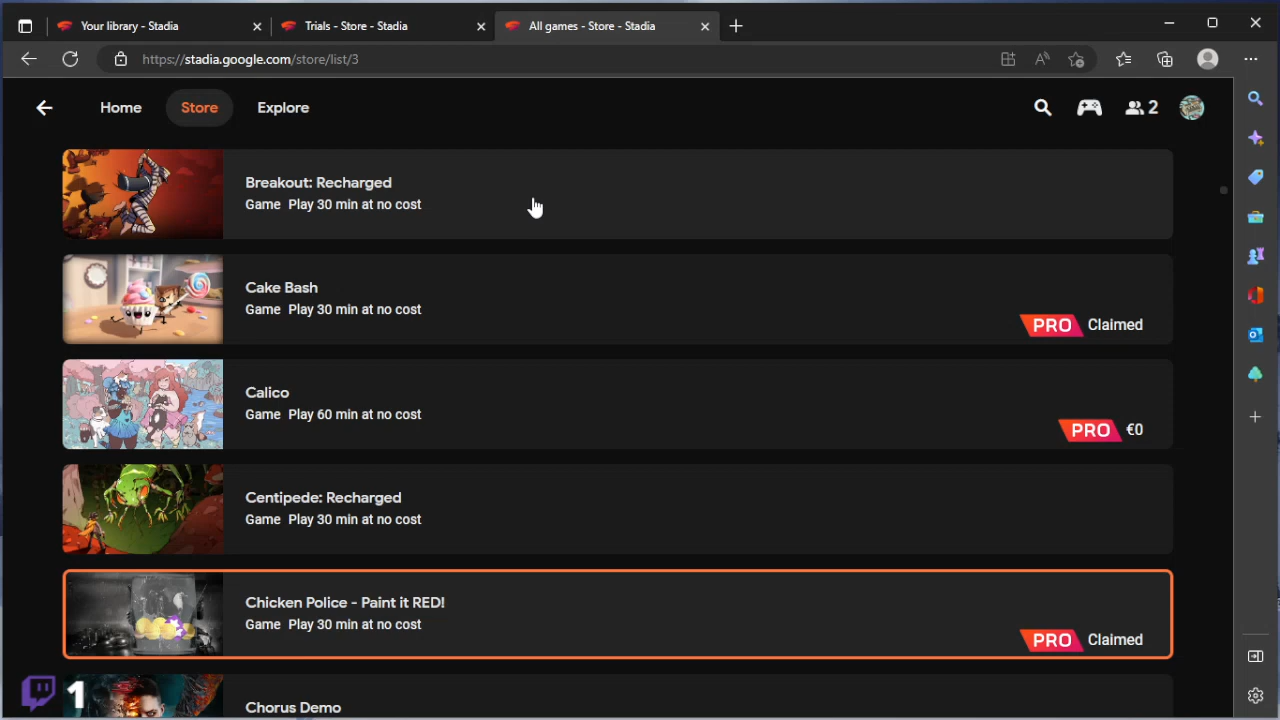 Your library - Stadia
Trials - Store - Stadia
All games - Store - Stadia
https://stadia.google.com/store/list/3
Home
Store
Explore
2
Breakout: Recharged
Game Play 30 min at no cost
Cake Bash
Game Play 30 min at no cost
PRO Claimed
Calico
Game Play 60 min at no cost
PRO €0
Centipede: Recharged
Game Play 30 min at no cost
Chicken Police - Paint it RED!
Game Play 30 min at no cost
PRO Claimed
1
Chorus Demo